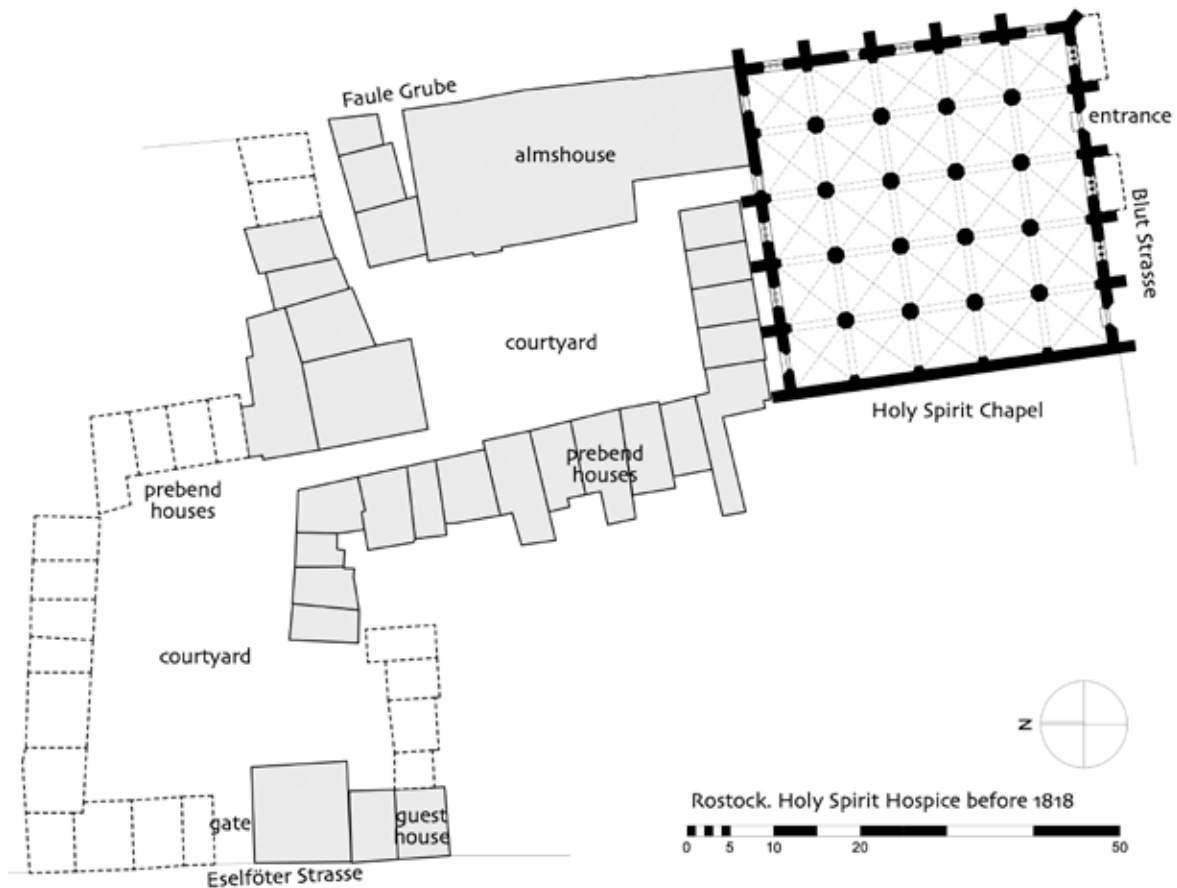 Faule Grube
almshouse
entrance
Blut Strasse
courtyard
Holy Spirit Chapel
prebend
houses
prebend
houses
courtyard
N
Rostock. Holy Spirit Hospice before 1818
gate
guest
house
0 5 10 20 50
Eselföter Strasse